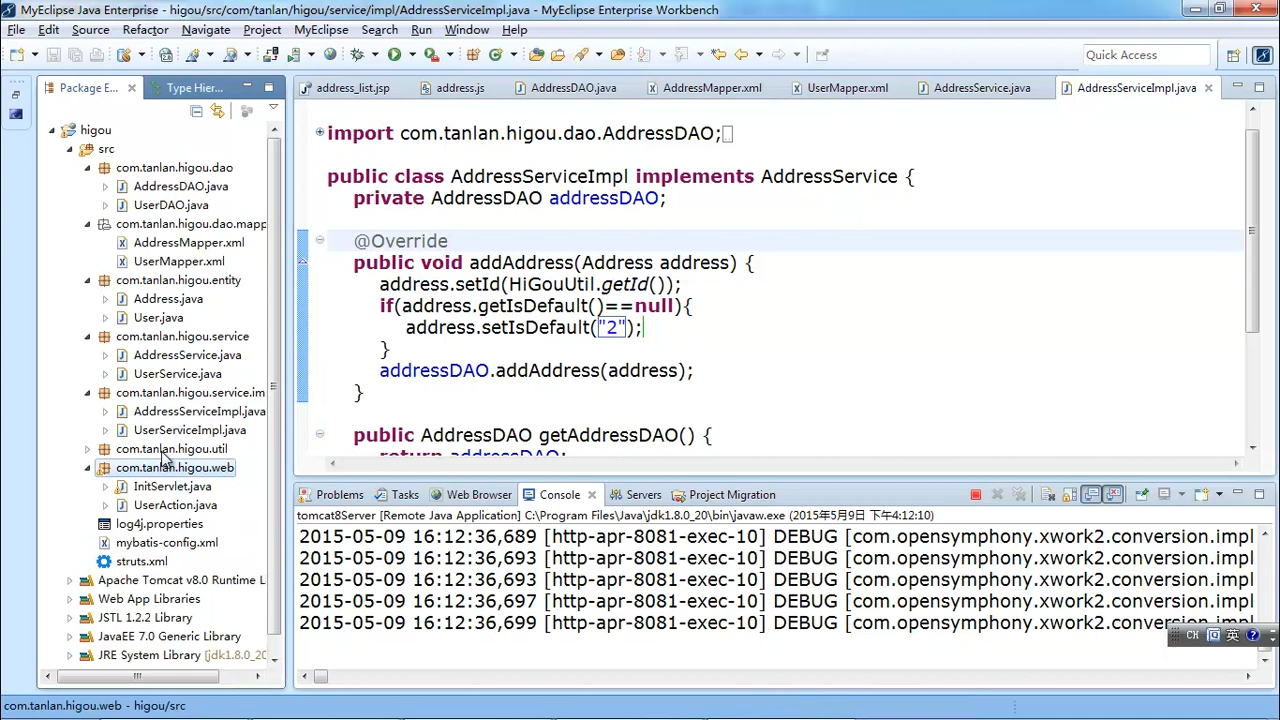 MyEclipse Java Enterprise - higou/src/com/tanlan/higou/service/impl/AddressServiceImpl.java - MyEclipse Enterprise Workbench
File Edit Source Refactor Navigate Project MyEclipse Search Run Window Help
Quick Access
Package E... Type Hier...
higou
src
com.tanlan.higou.dao
AddressDAO.java
UserDAO.java
com.tanlan.higou.dao.mapp
AddressMapper.xml
UserMapper.xml
com.tanlan.higou.entity
Address.java
User.java
com.tanlan.higou.service
AddressService.java
UserService.java
com.tanlan.higou.service.im
AddressServiceImpl.java
UserServiceImpl.java
com.tanlan.higou.util
com.tanlan.higou.web
InitServlet.java
UserAction.java
log4j.properties
mybatis-config.xml
struts.xml
Apache Tomcat v8.0 Runtime L
Web App Libraries
JSTL 1.2.2 Library
JavaEE 7.0 Generic Library
JRE System Library [jdk1.8.0_20
address_list.jsp address.js AddressDAO.java AddressMapper.xml UserMapper.xml AddressService.java AddressServiceImpl.java
import com.tanlan.higou.dao.AddressDAO;
public class AddressServiceImpl implements AddressService {
private AddressDAO addressDAO;
@Override
public void addAddress(Address address) {
address.setId(HiGouUtil.getId());
if(address.getIsDefault()==null){
address.setIsDefault("2");
}
addressDAO.addAddress(address);
}
public AddressDAO getAddressDAO() {
return addressDAO;
Problems Tasks Web Browser Console Servers Project Migration
tomcat8Server [Remote Java Application] C:\Program Files\Java\jdk1.8.0_20\bin\javaw.exe (2015年5月9日 下午4:12:10)
2015-05-09 16:12:36,689 [http-apr-8081-exec-10] DEBUG [com.opensymphony.xwork2.conversion.impl
2015-05-09 16:12:36,693 [http-apr-8081-exec-10] DEBUG [com.opensymphony.xwork2.conversion.impl
2015-05-09 16:12:36,693 [http-apr-8081-exec-10] DEBUG [com.opensymphony.xwork2.conversion.impl
2015-05-09 16:12:36,697 [http-apr-8081-exec-10] DEBUG [com.opensymphony.xwork2.conversion.impl
2015-05-09 16:12:36,699 [http-apr-8081-exec-10] DEBUG [com.opensymphony.xwork2.conversion.impl
CH 英
com.tanlan.higou.web - higou/src